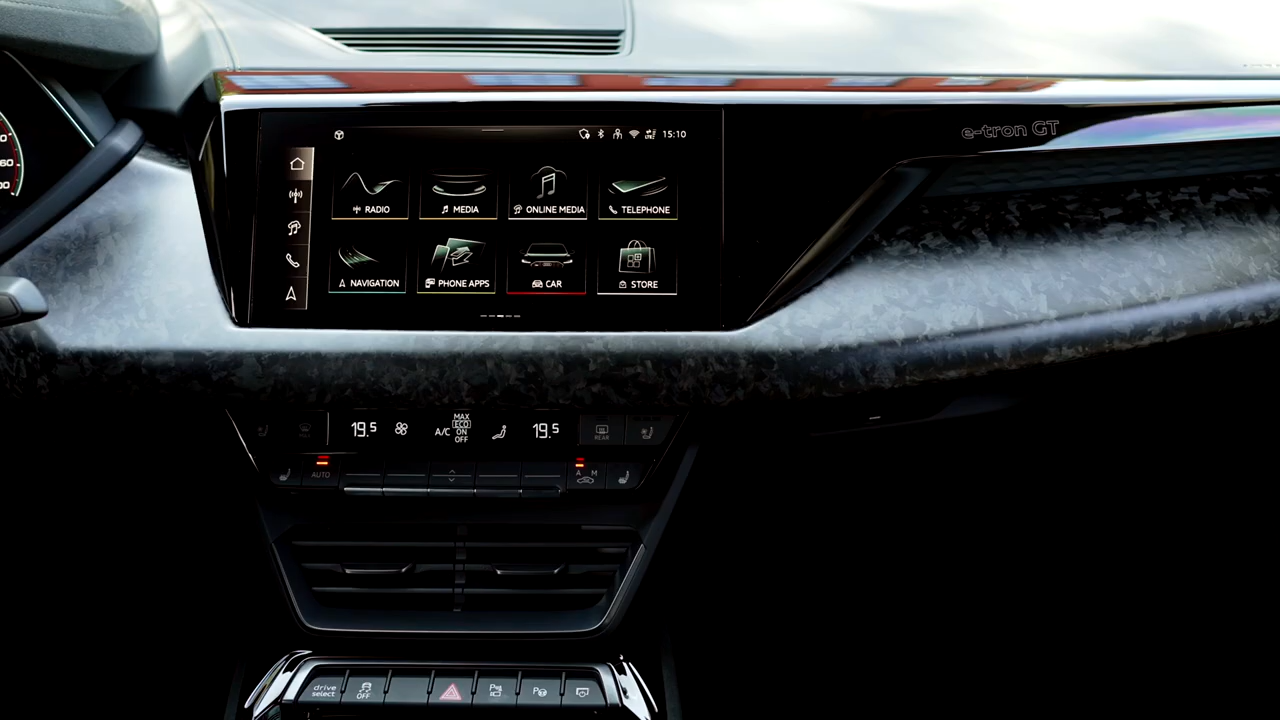 15:10
e-tron GT
RADIO
MEDIA
ONLINE MEDIA
TELEPHONE
NAVIGATION
PHONE APPS
CAR
STORE
19.5
A/C
MAX
ECO
ON
OFF
19.5
REAR
AUTO
A
M
drive
select
OFF
60